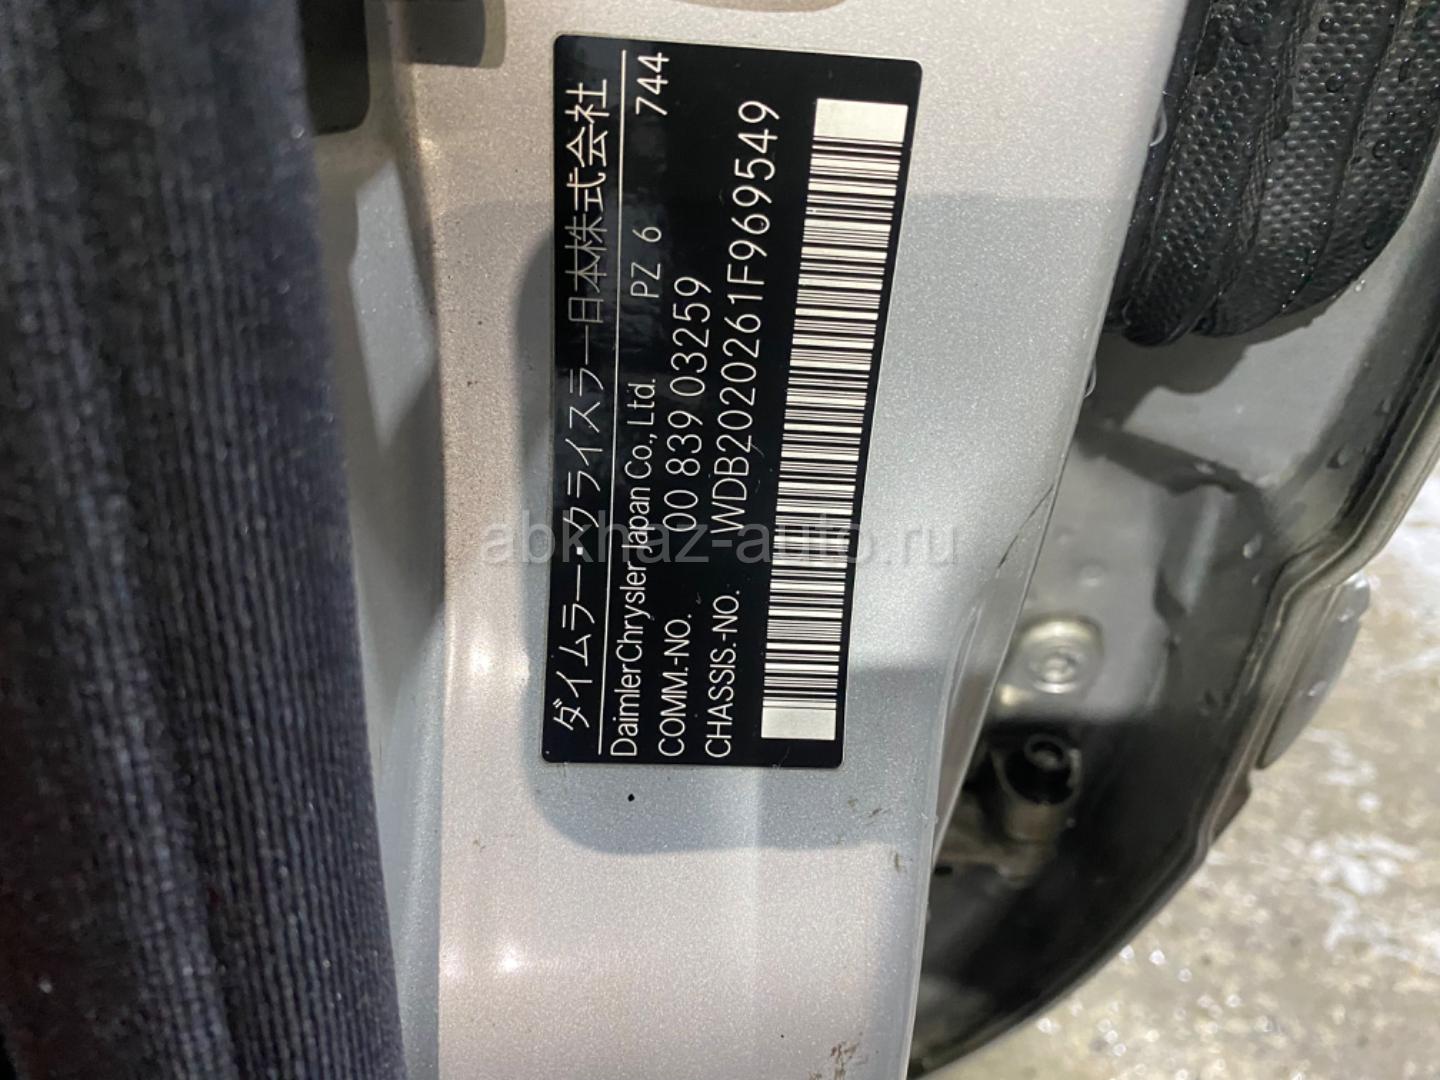 ダイムラー・クライスラー日本株式会社
DaimlerChrysler Japan Co., Ltd. PZ 6 744
COMM.-NO. 00 839 03259
CHASSIS.-NO. WDB2020261F969549
abkhaz-auto.ru